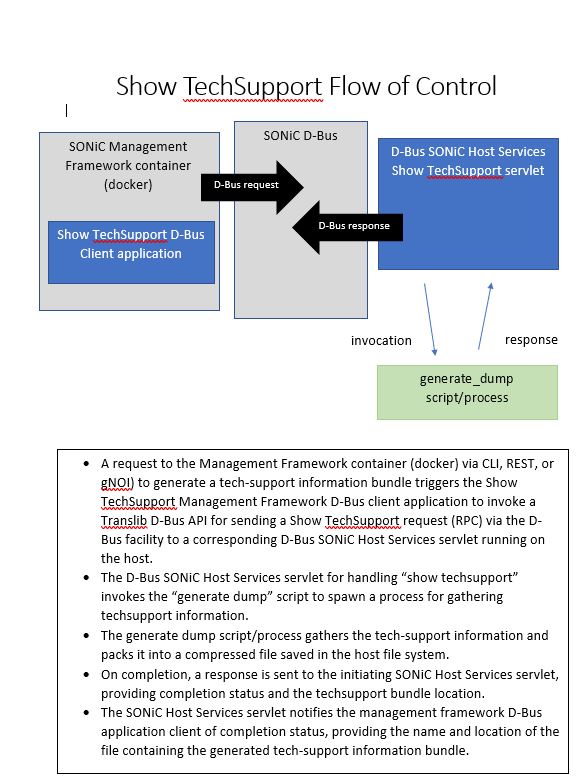 Show TechSupport Flow of Control
SONiC Management
Framework container
(docker)
Show TechSupport D-Bus
Client application
D-Bus request
SONiC D-Bus
D-Bus response
D-Bus SONiC Host Services
Show TechSupport servlet
invocation
response
generate_dump
script/process
• A request to the Management Framework container (docker) via CLI, REST, or
gNOI) to generate a tech-support information bundle triggers the Show
TechSupport Management Framework D-Bus client application to invoke a
Translib D-Bus API for sending a Show TechSupport request (RPC) via the D-
Bus facility to a corresponding D-Bus SONiC Host Services servlet running on
the host.
• The D-Bus SONiC Host Services servlet for handling “show techsupport”
invokes the “generate dump” script to spawn a process for gathering
techsupport information.
• The generate dump script/process gathers the tech-support information and
packs it into a compressed file saved in the host file system.
• On completion, a response is sent to the initiating SONiC Host Services servlet,
providing completion status and the techsupport bundle location.
• The SONiC Host Services servlet notifies the management framework D-Bus
application client of completion status, providing the name and location of the
file containing the generated tech-support information bundle.